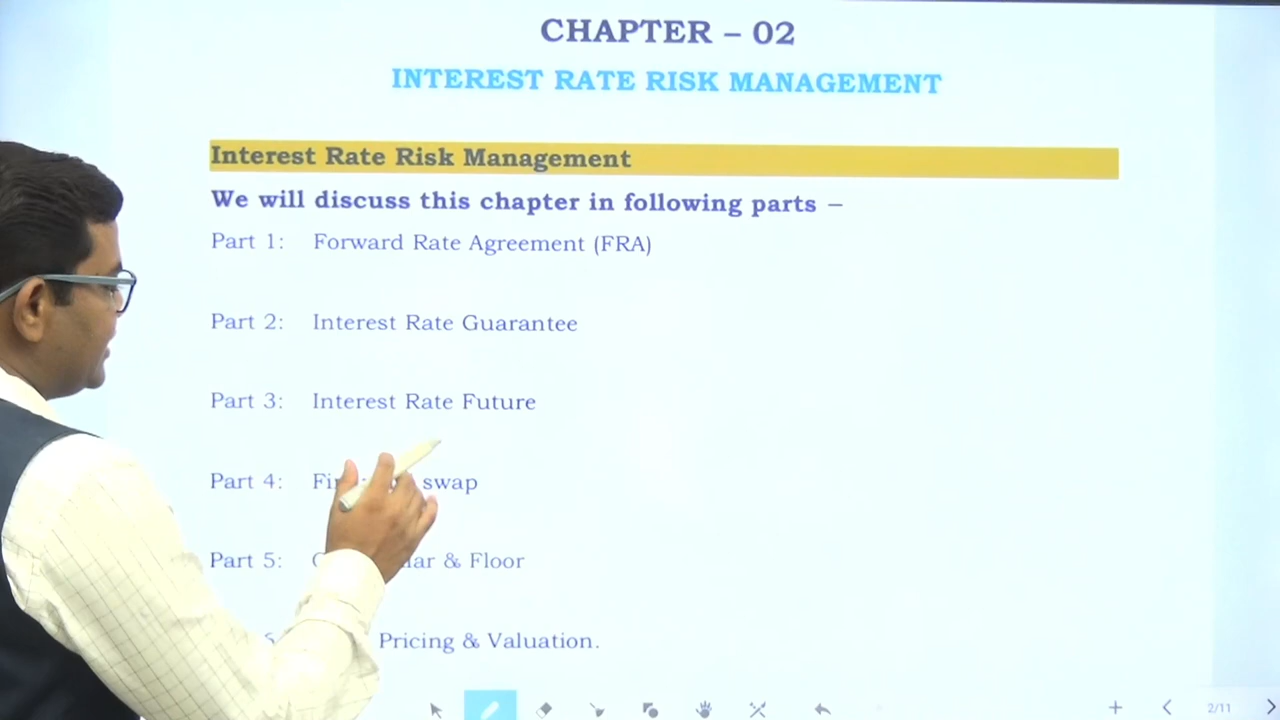 CHAPTER – 02
INTEREST RATE RISK MANAGEMENT
Interest Rate Risk Management
We will discuss this chapter in following parts –
Part 1: Forward Rate Agreement (FRA)
Part 2: Interest Rate Guarantee
Part 3: Interest Rate Future
Part 4: swap
Part 5: & Floor
Pricing & Valuation.
2/11